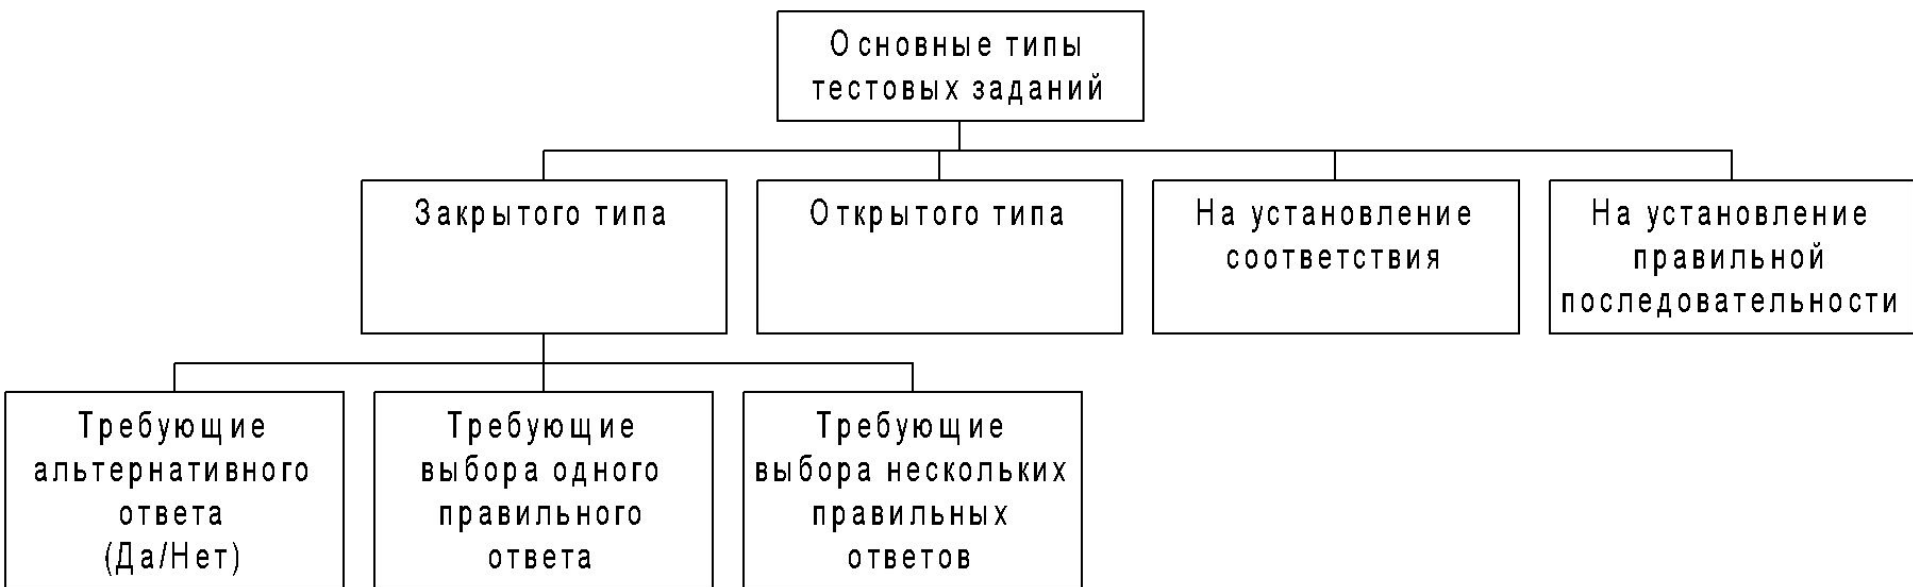 Основные типы
тестовых заданий
Закрытого типа
Открытого типа
На установление
соответствия
На установление
правильной
последовательности
Требующие
альтернативного
ответа
(Да/Нет)
Требующие
выбора одного
правильного
ответа
Требующие
выбора нескольких
правильных
ответов